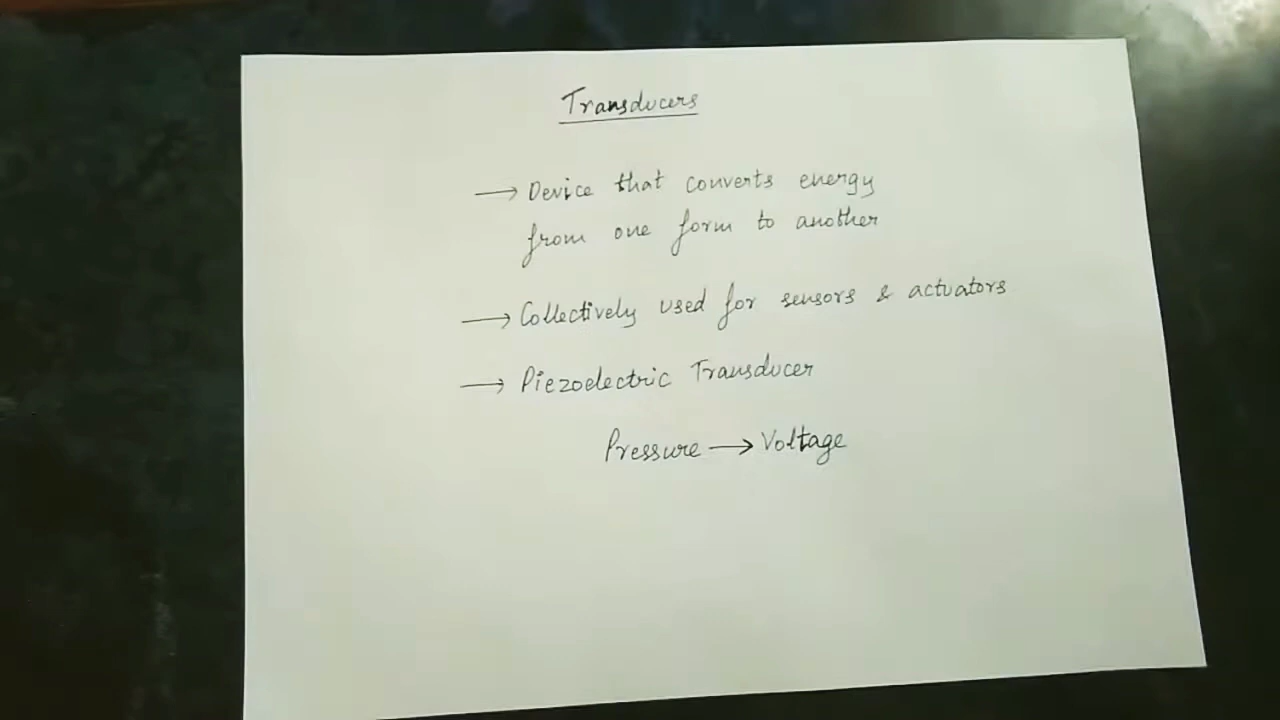 Transducers
→ Device that converts energy
from one form to another
→ Collectively used for sensors & actuators
→ Piezoelectric Transducer
Pressure → Voltage